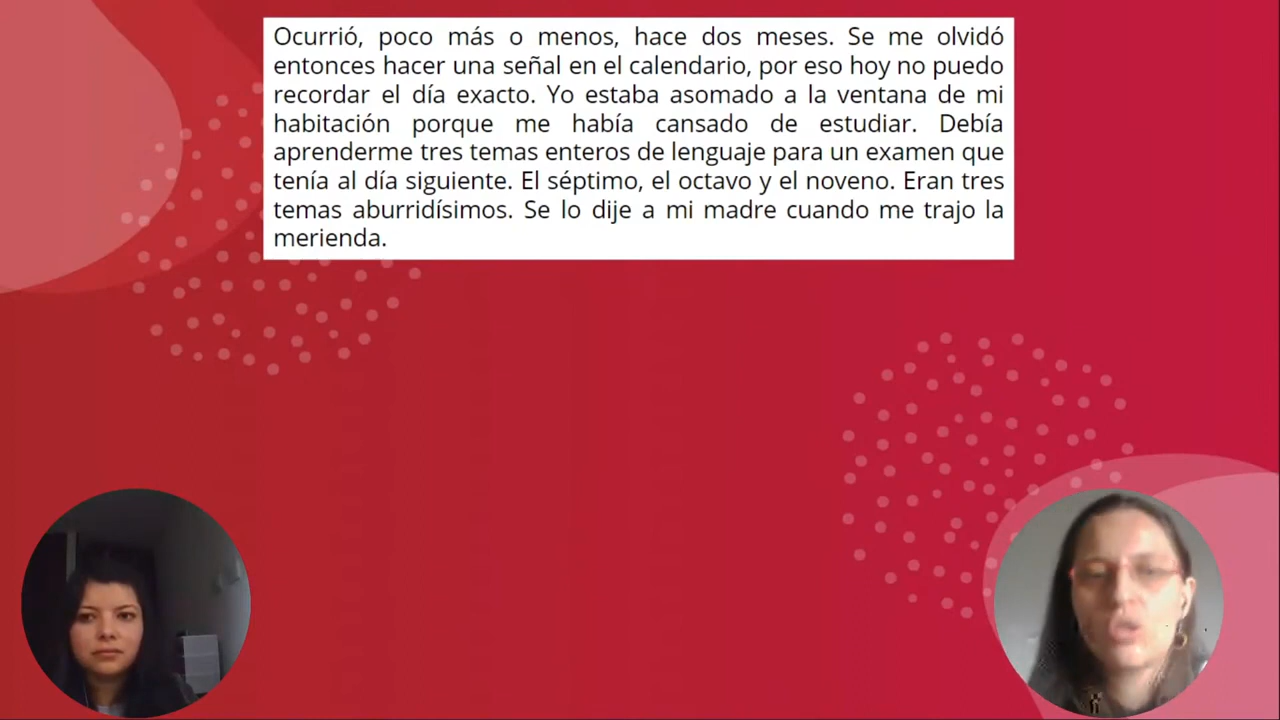 Ocurrió, poco más o menos, hace dos meses. Se me olvidó
entonces hacer una señal en el calendario, por eso hoy no puedo
recordar el día exacto. Yo estaba asomado a la ventana de mi
habitación porque me había cansado de estudiar. Debía
aprenderme tres temas enteros de lenguaje para un examen que
tenía al día siguiente. El séptimo, el octavo y el noveno. Eran tres
temas aburridísimos. Se lo dije a mi madre cuando me trajo la
merienda.